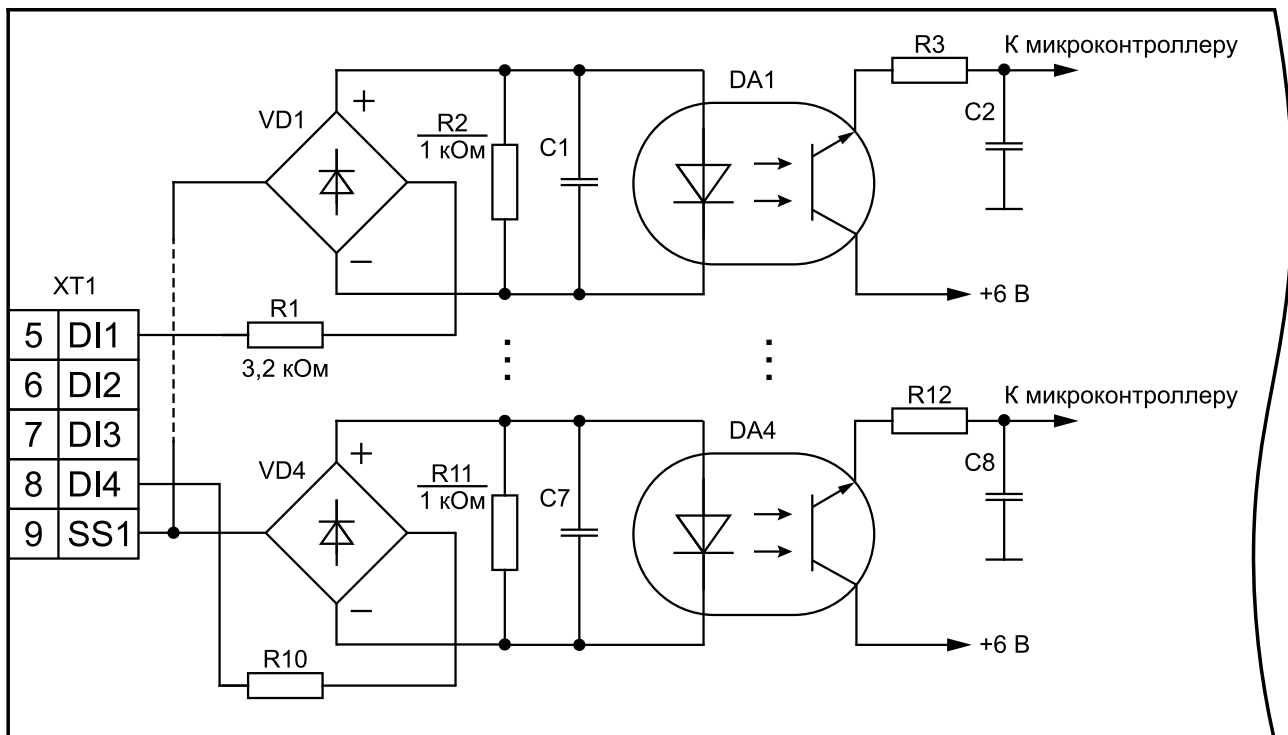 R3
К микроконтроллеру
DA1
VD1
+
R2
1 кОм
C1
C2
−
+6 В
XT1
R1
3,2 кОм
5 DI1
6 DI2
7 DI3
8 DI4
9 SS1
R12
К микроконтроллеру
DA4
VD4
+
R11
1 кОм
C7
C8
−
+6 В
R10